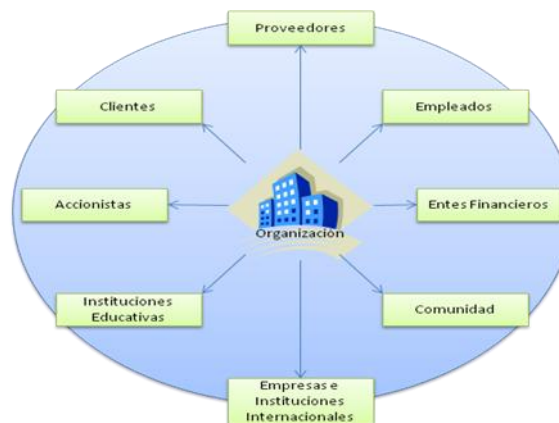 Proveedores
Clientes
Empleados
Accionistas
Organización
Entes Financieros
Instituciones
Educativas
Comunidad
Empresas e
Instituciones
Internacionales